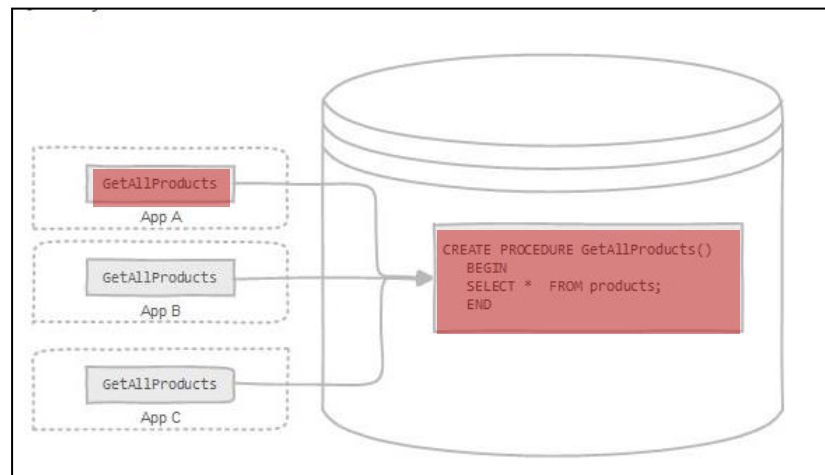 GetAllProducts
App A
GetAllProducts
App B
GetAllProducts
App C
CREATE PROCEDURE GetAllProducts()
BEGIN
SELECT * FROM products;
END